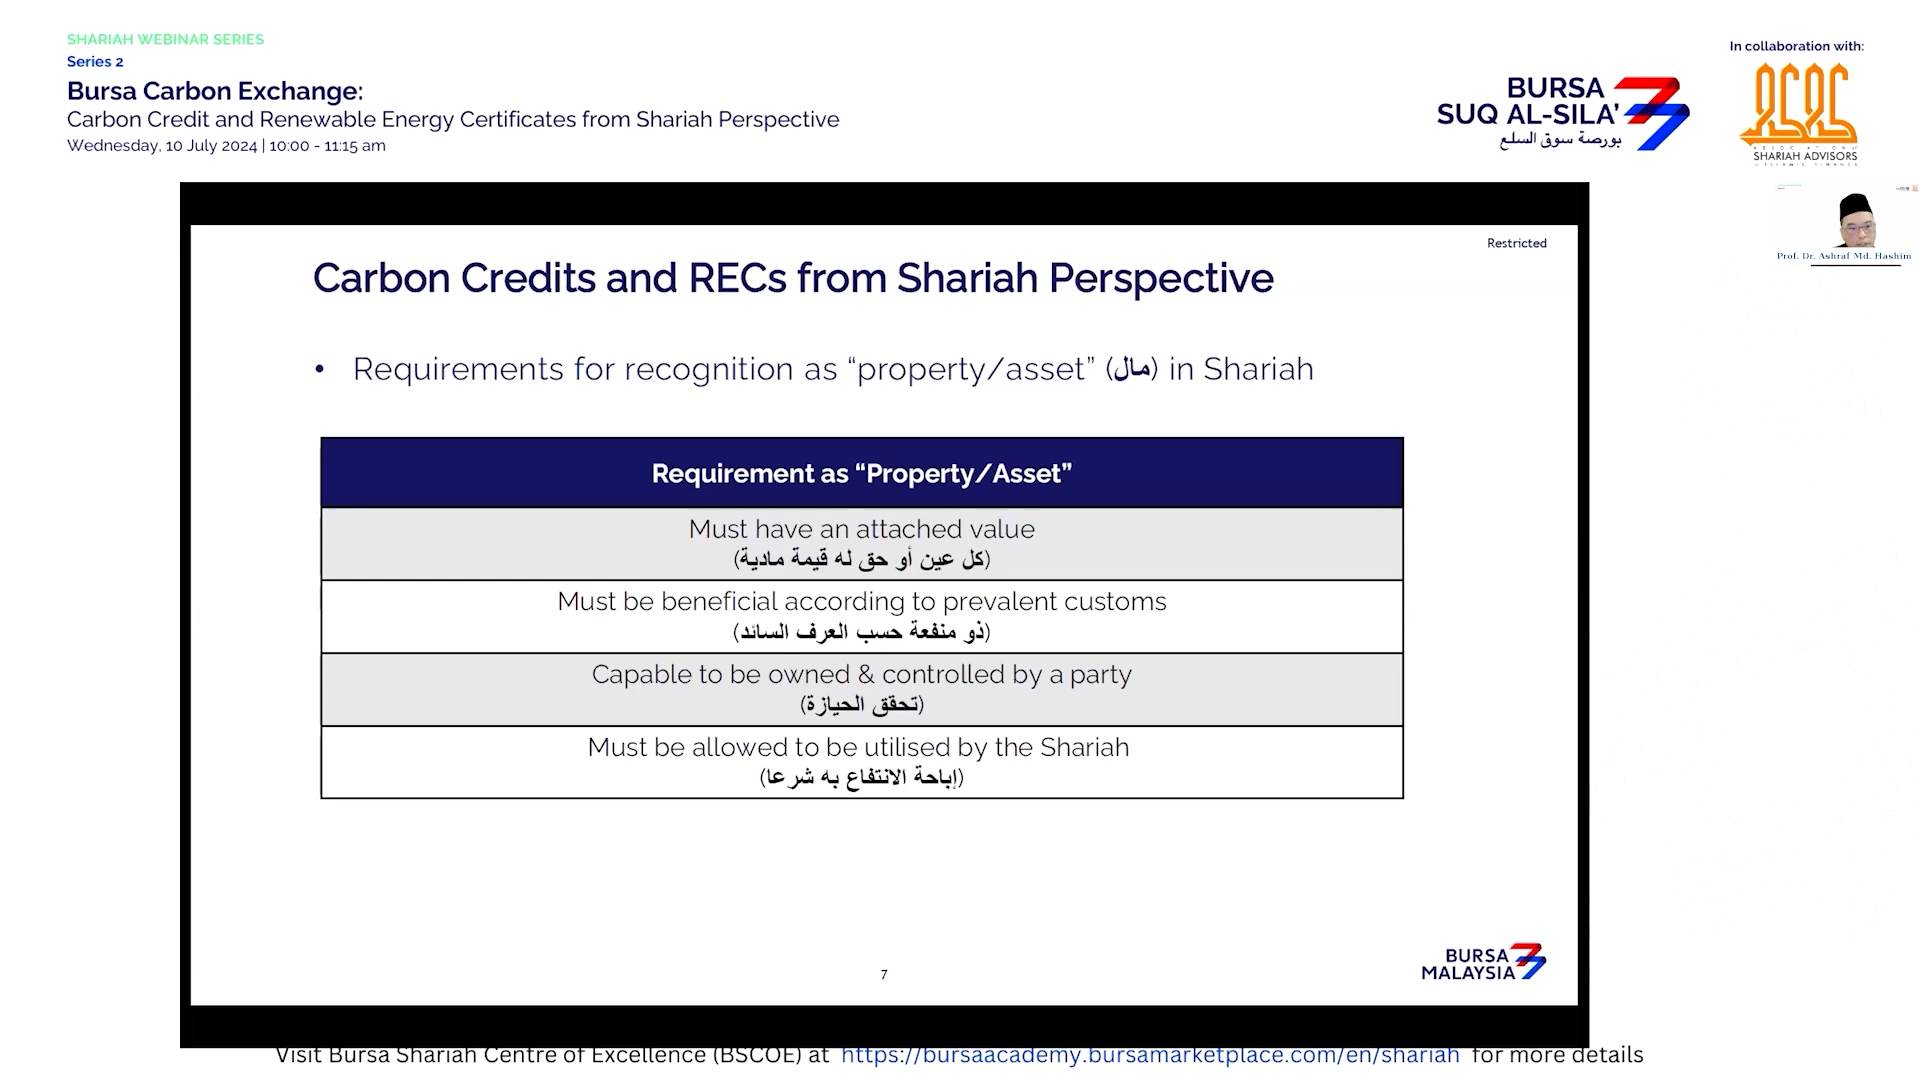 SHARIAH WEBINAR SERIES
Series 2
Bursa Carbon Exchange:
Carbon Credit and Renewable Energy Certificates from Shariah Perspective
Wednesday, 10 July 2024 | 10:00 - 11:15 am
BURSA
SUQ AL-SILA'
بورصة سوق السلع
In collaboration with:
SHARIAH ADVISORS
Prof. Dr. Ashraf Md. Hashim
Restricted
Carbon Credits and RECs from Shariah Perspective
• Requirements for recognition as “property/asset” (مال) in Shariah
Requirement as “Property/Asset”
Must have an attached value
(كل عين أو حق له قيمة مادية)
Must be beneficial according to prevalent customs
(ذو منفعة حسب العرف السائد)
Capable to be owned & controlled by a party
(تحقق الحيازة)
Must be allowed to be utilised by the Shariah
(إباحة الانتفاع به شرعا)
7
BURSA
MALAYSIA
Visit Bursa Shariah Centre of Excellence (BSCOE) at https://bursaacademy.bursamarketplace.com/en/shariah for more details